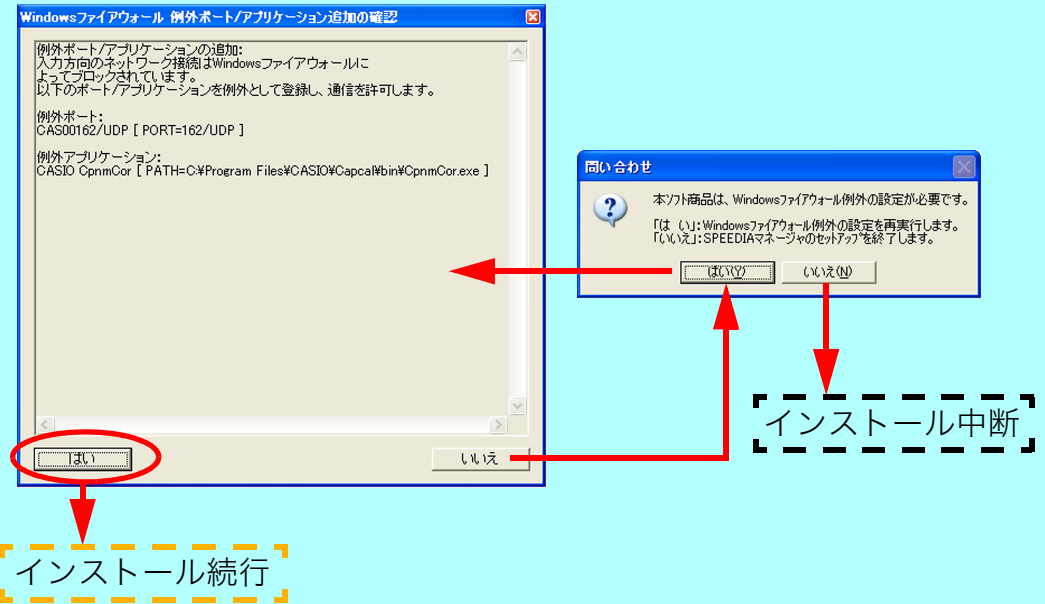 Windowsファイアウォール 例外ポート/アプリケーション追加の確認
例外ポート/アプリケーションの追加:
入力方向のネットワーク接続はWindowsファイアウォールに
よってブロックされています。
以下のポート/アプリケーションを例外として登録し、通信を許可します。
例外ポート:
CAS00162/UDP [ PORT=162/UDP ]
例外アプリケーション:
CASIO CpnmCor [ PATH=C:¥Program Files¥CASIO¥Capcal¥bin¥CpnmCor.exe ]
はい
いいえ
問い合わせ
本ソフト商品は、Windowsファイアウォール例外の設定が必要です。
「は い」:Windowsファイアウォール例外の設定を再実行します。
「いいえ」:SPEEDIAマネージャのセットアップを終了します。
はい(Y)
いいえ(N)
インストール中断
インストール続行